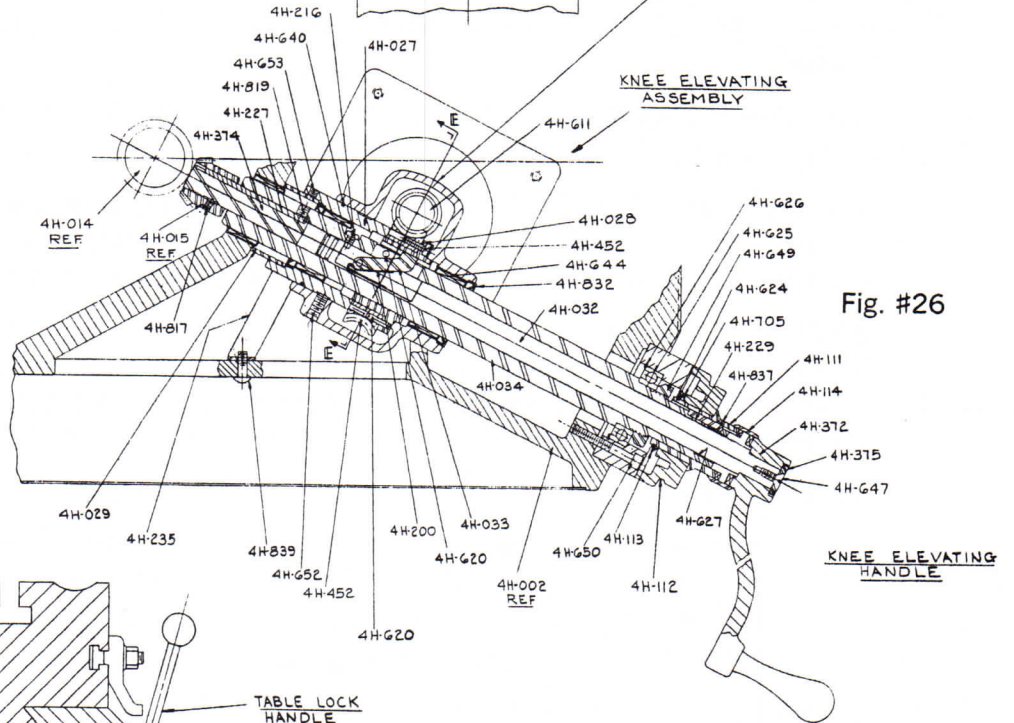 4H-216
4H-640
4H-027
4H-653
4H-819
4H-227
4H-374
KNEE ELEVATING
ASSEMBLY
4H-611
E
4H-014
REF.
4H-015
REF.
4H-028
4H-452
4H-644
4H-832
4H-032
4H-626
4H-625
4H-649
4H-624
4H-705
4H-229
4H-837
4H-111
4H-114
4H-372
4H-375
4H-647
Fig. #26
4H-817
E
4H-034
4H-029
4H-235
4H-839
4H-652
4H-452
4H-620
4H-200
4H-620
4H-033
4H-002
REF
4H-650
4H-113
4H-627
4H-112
KNEE ELEVATING
HANDLE
TABLE LOCK
HANDLE